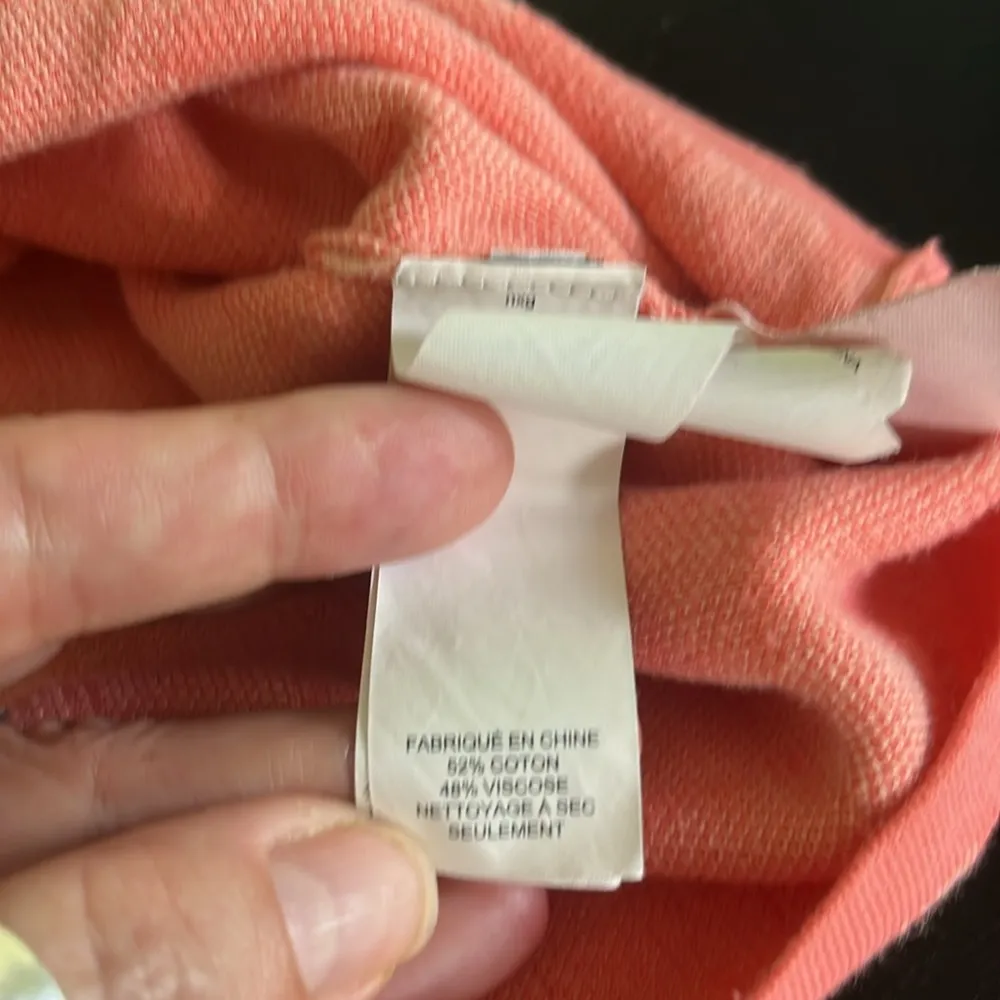 FABRIQUÉ EN CHINE
52% COTON
48% VISCOSE
NETTOYAGE À SEC
SEULEMENT